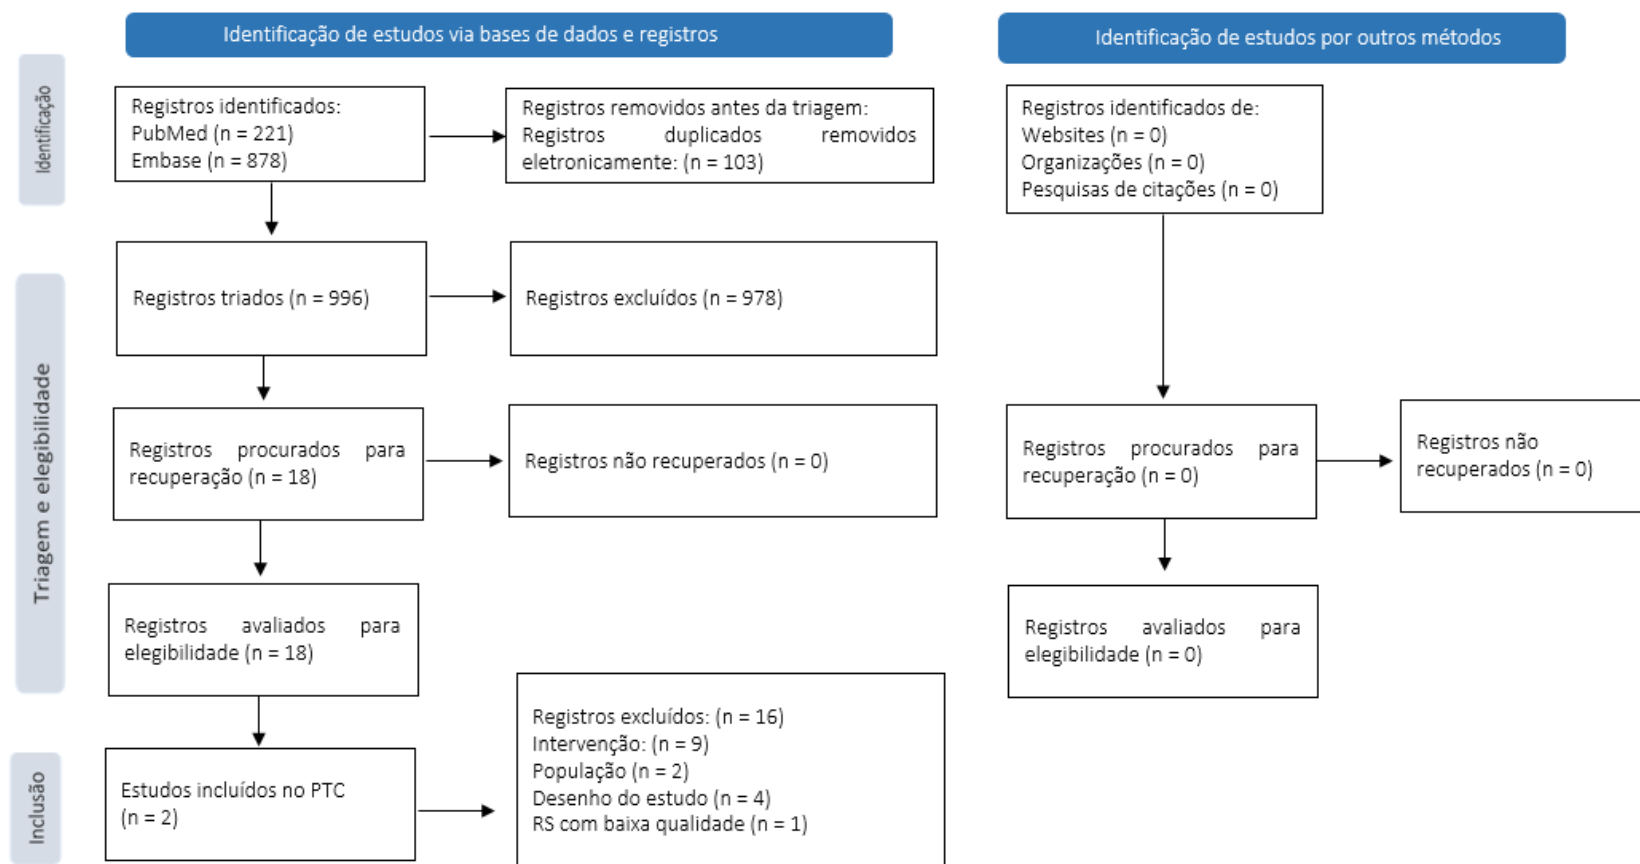 Identificação de estudos via bases de dados e registros
Identificação de estudos por outros métodos
Identificação
Registros identificados:
PubMed (n = 221)
Embase (n = 878)
Registros removidos antes da triagem:
Registros duplicados removidos
eletronicamente: (n = 103)
Registros identificados de:
Websites (n = 0)
Organizações (n = 0)
Pesquisas de citações (n = 0)
Triagem e elegibilidade
Registros triados (n = 996)
Registros excluídos (n = 978)
Registros procurados para
recuperação (n = 18)
Registros não recuperados (n = 0)
Registros procurados para
recuperação (n = 0)
Registros não
recuperados (n = 0)
Registros avaliados para
elegibilidade (n = 18)
Registros avaliados para
elegibilidade (n = 0)
Inclusão
Estudos incluídos no PTC
(n = 2)
Registros excluídos: (n = 16)
Intervenção: (n = 9)
População (n = 2)
Desenho do estudo (n = 4)
RS com baixa qualidade (n = 1)